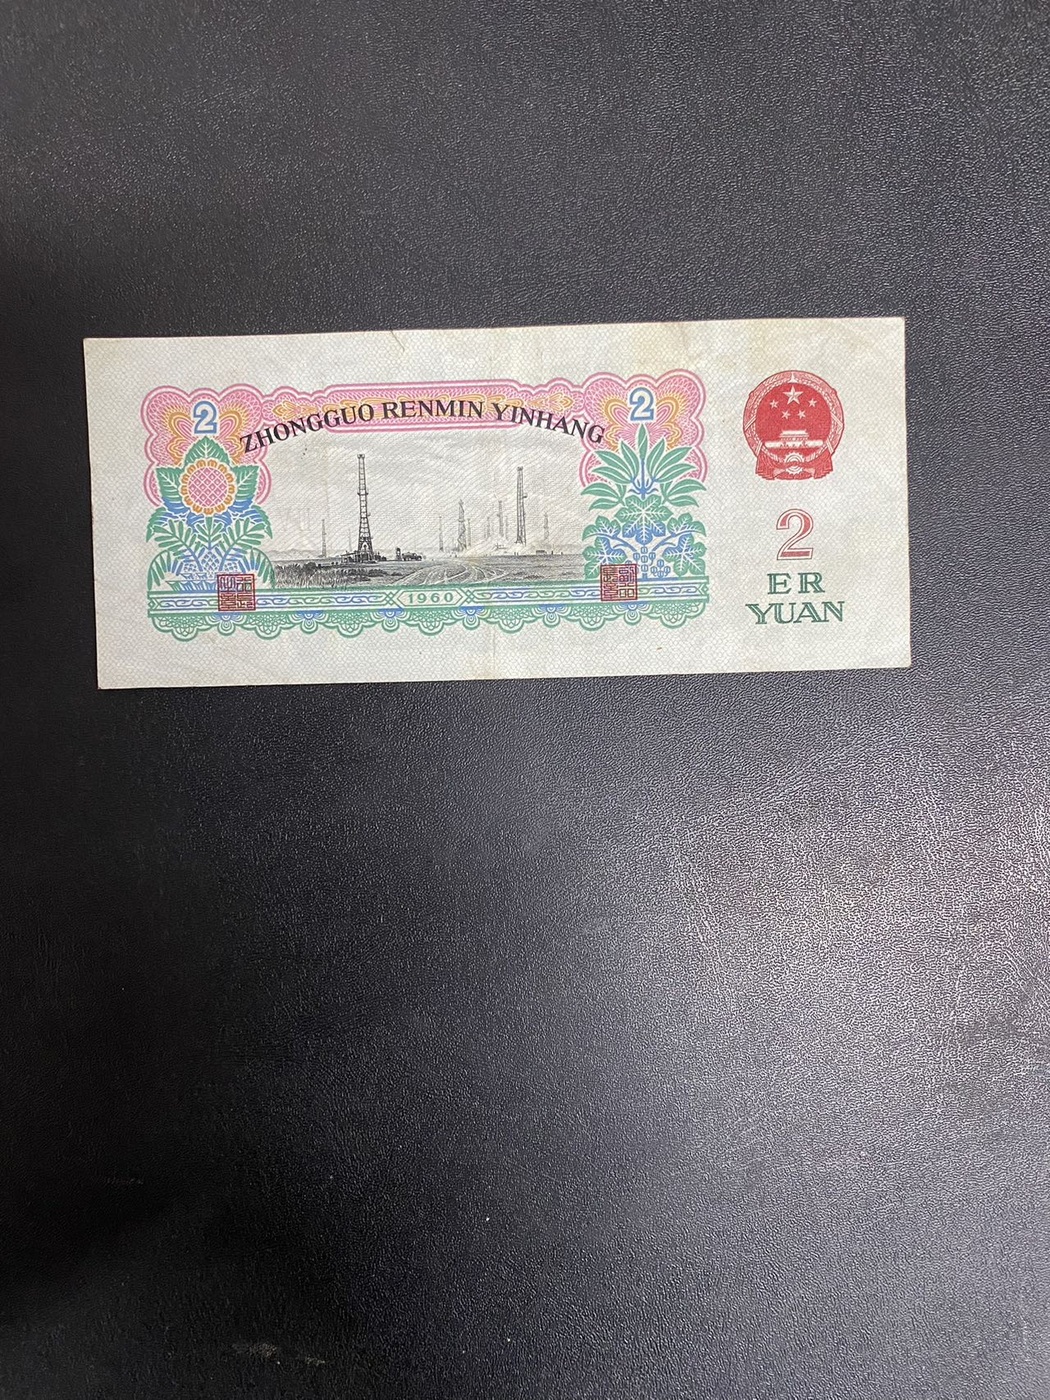 2
2
ZHONGGUO RENMIN YINHANG
1960
2
ER
YUAN